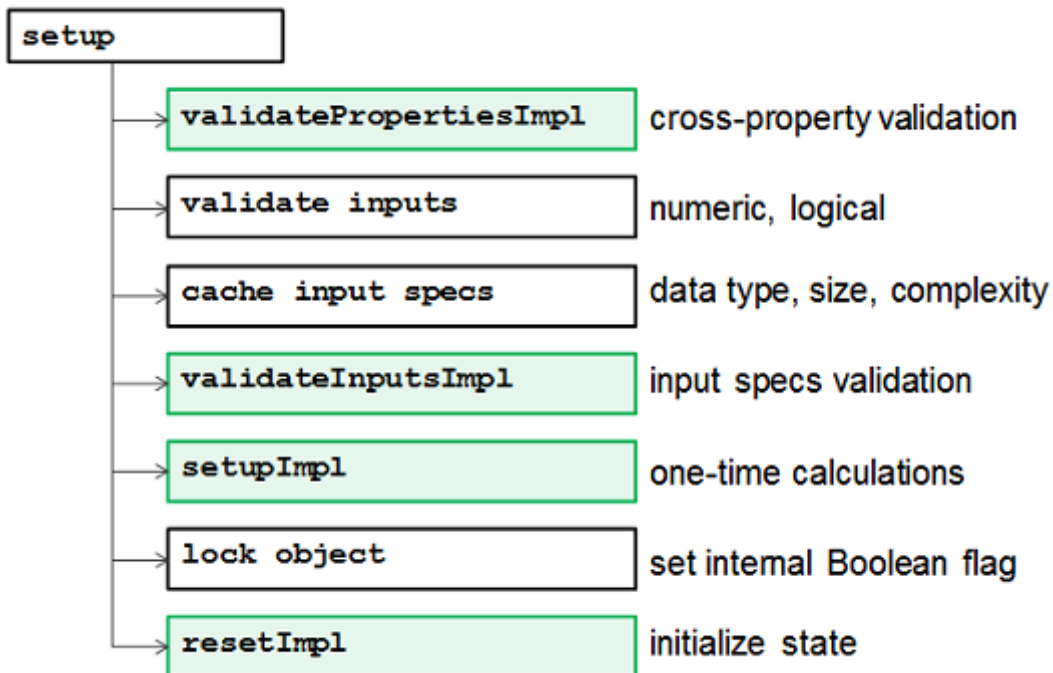 setup
validatePropertiesImpl cross-property validation
validate inputs numeric, logical
cache input specs data type, size, complexity
validateInputsImpl input specs validation
setupImpl one-time calculations
lock object set internal Boolean flag
resetImpl initialize state